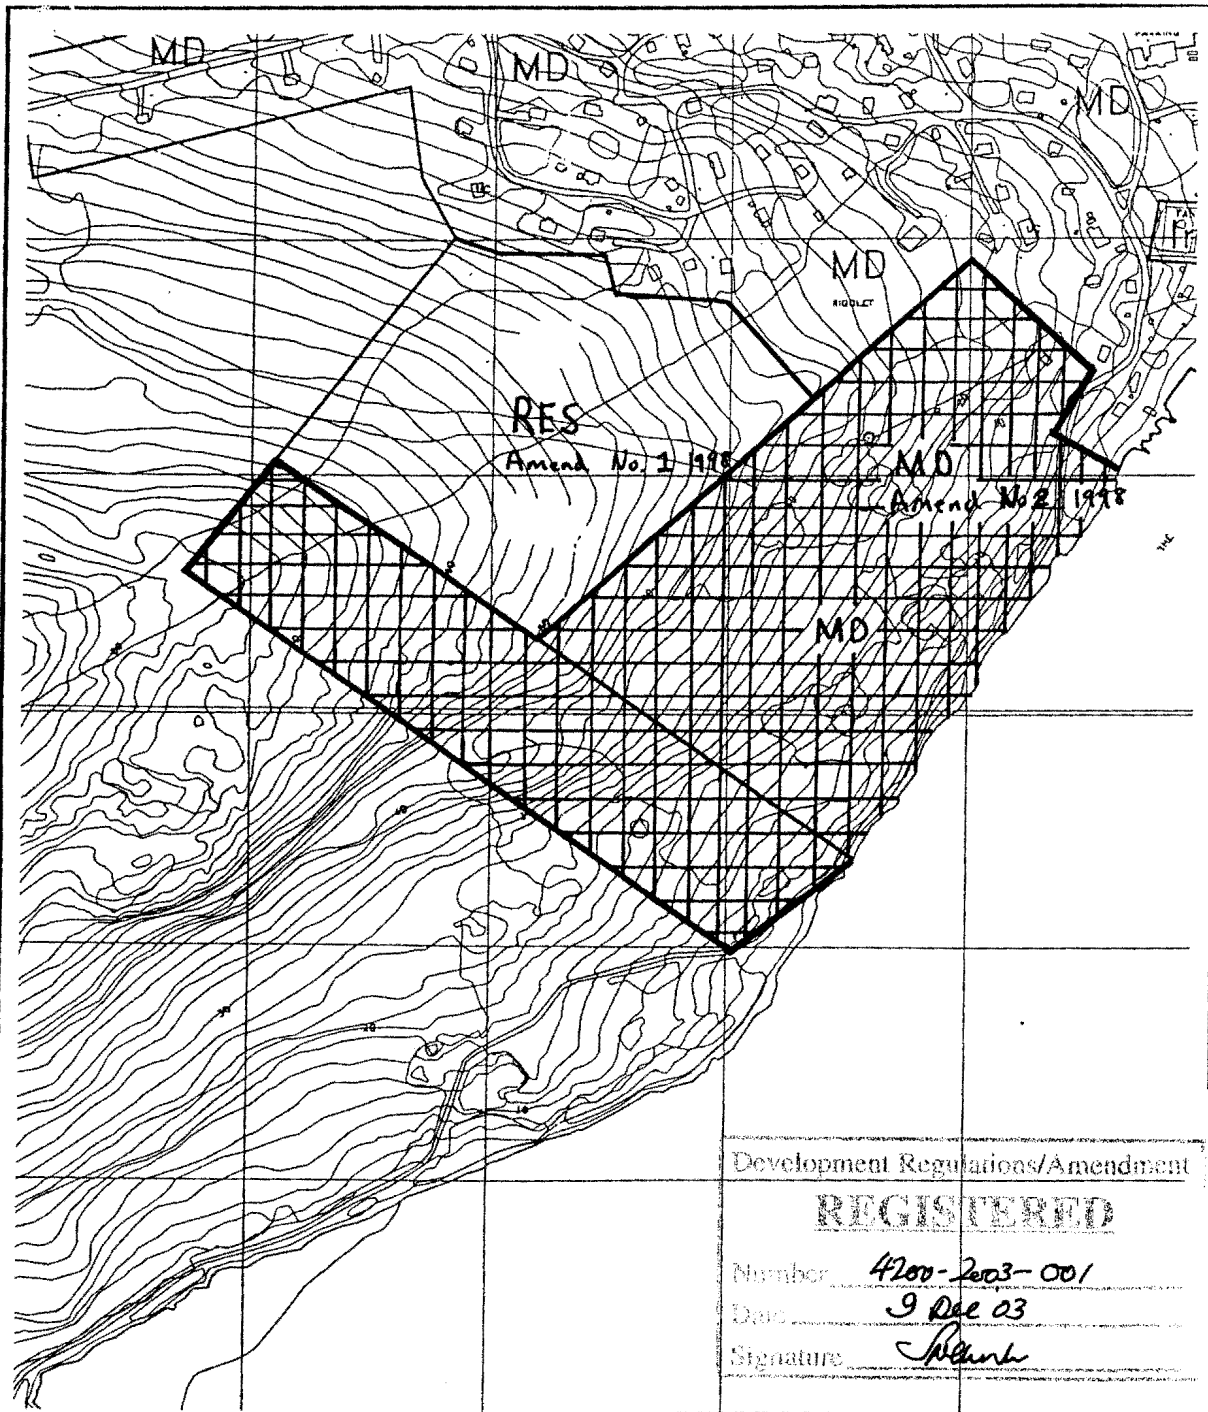 MD
MD
MD
MD
RIGOLET
RES
Amend No. 1 1998
MD
Amend No 2 1998
MD
Development Regulations/Amendment
REGISTERED
Number 4200-2003-001
Date 9 Dec 03
Signature